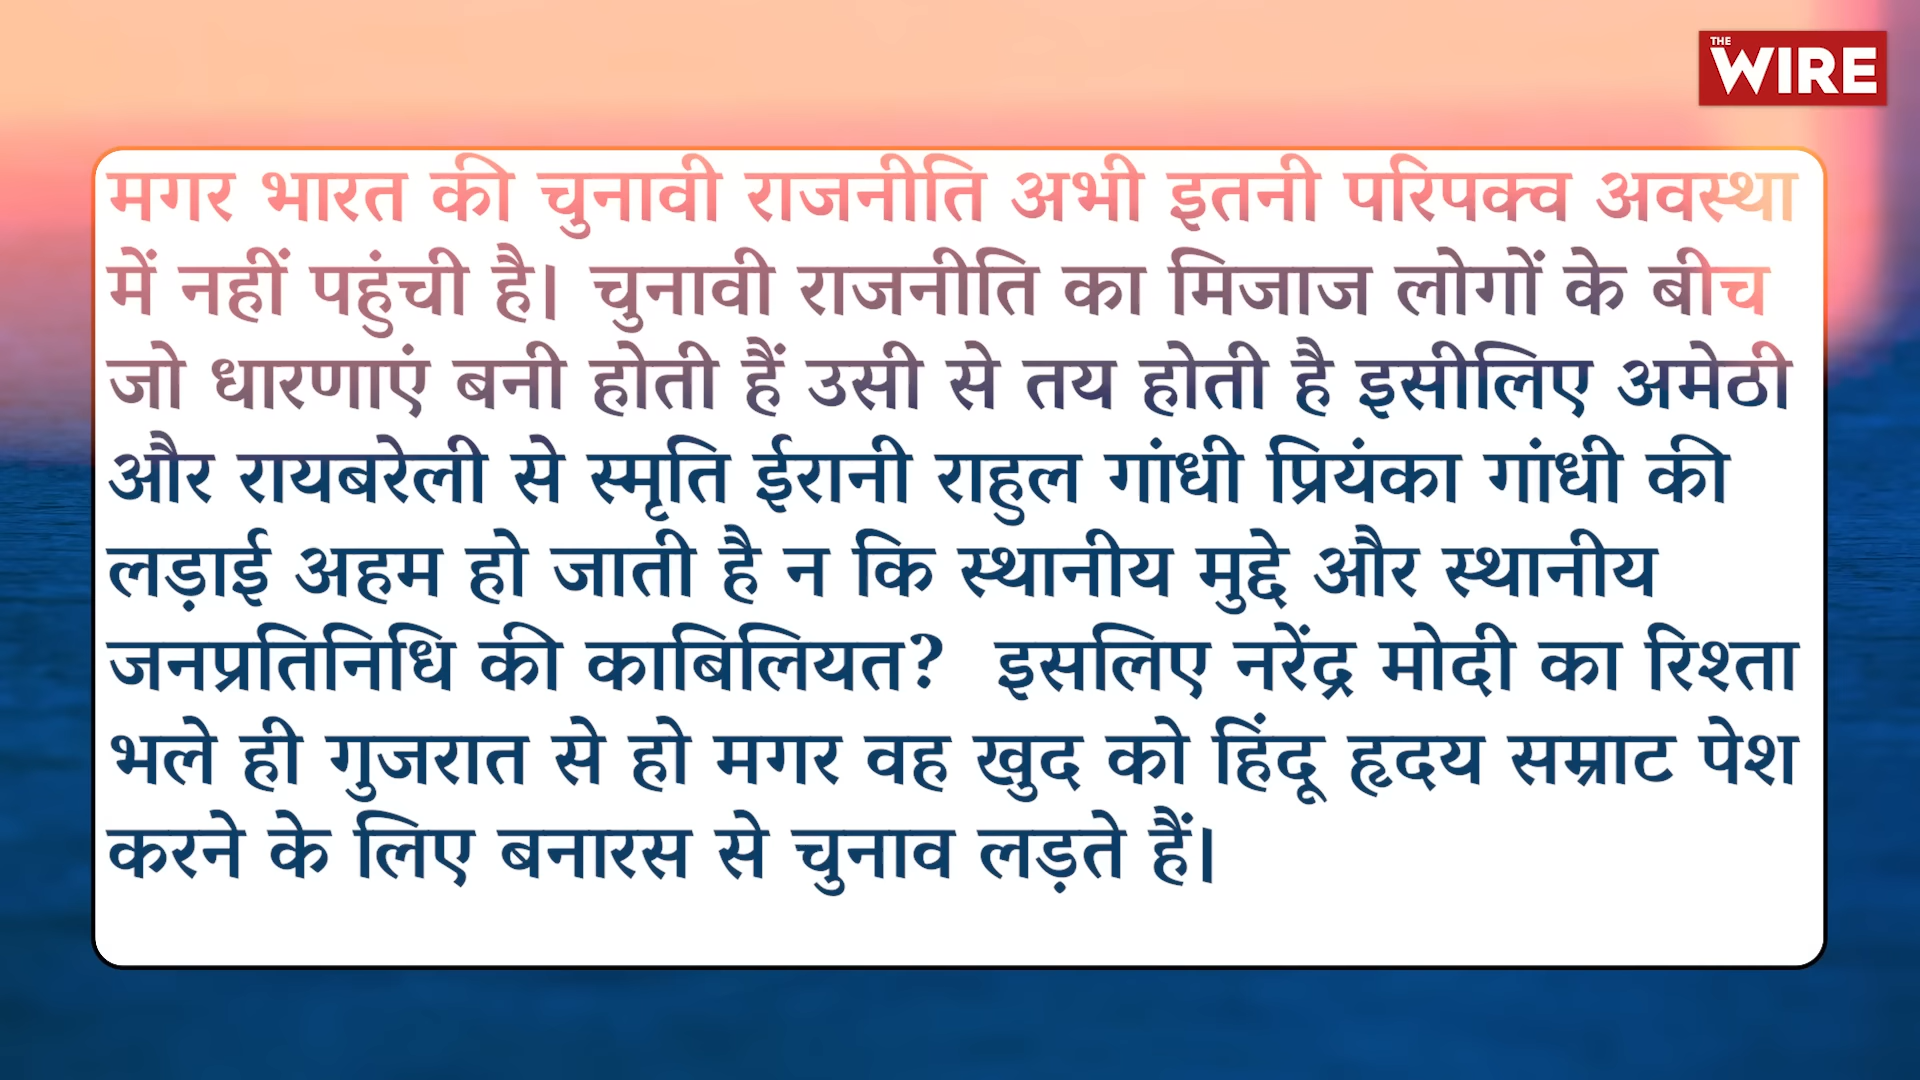 THE
WIRE
मगर भारत की चुनावी राजनीति अभी इतनी परिपक्व अवस्था
में नहीं पहुंची है। चुनावी राजनीति का मिजाज लोगों के बीच
जो धारणाएं बनी होती हैं उसी से तय होती है इसीलिए अमेठी
और रायबरेली से स्मृति ईरानी राहुल गांधी प्रियंका गांधी की
लड़ाई अहम हो जाती है न कि स्थानीय मुद्दे और स्थानीय
जनप्रतिनिधि की काबिलियत? इसलिए नरेंद्र मोदी का रिश्ता
भले ही गुजरात से हो मगर वह खुद को हिंदू हृदय सम्राट पेश
करने के लिए बनारस से चुनाव लड़ते हैं।